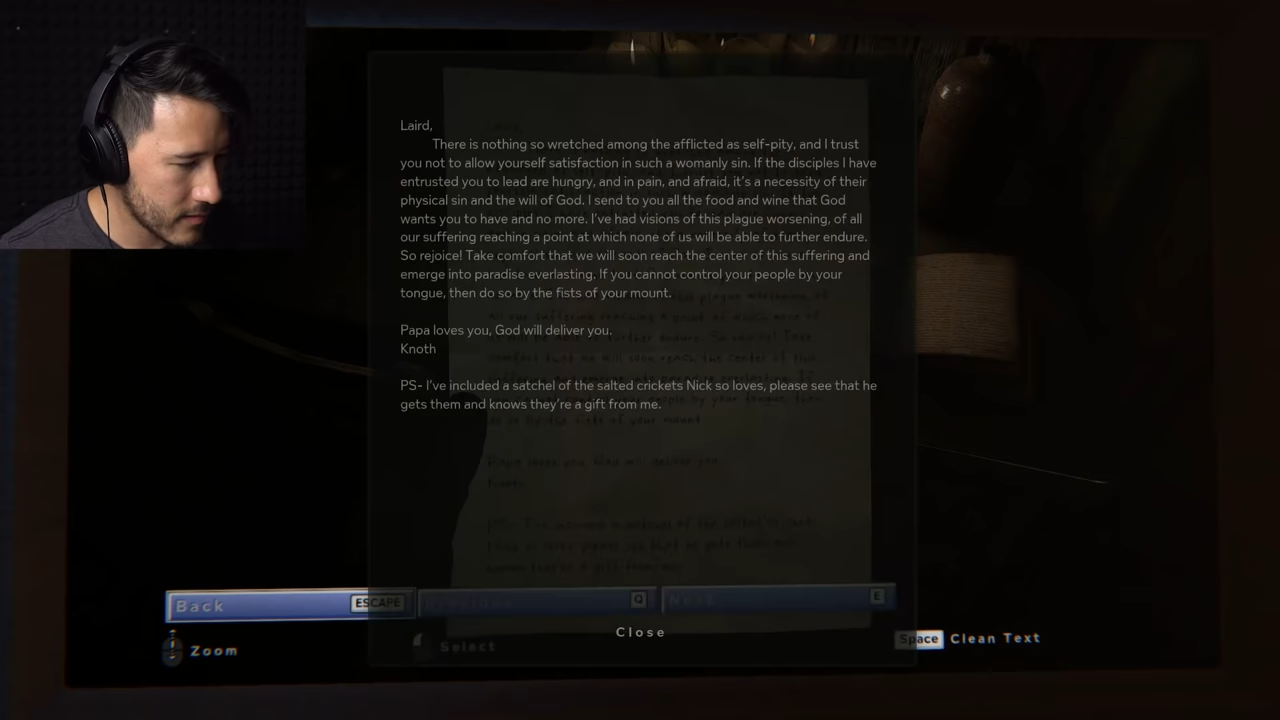 Laird,
There is nothing so wretched among the afflicted as self-pity, and I trust
you not to allow yourself satisfaction in such a womanly sin. If the disciples I have
entrusted you to lead are hungry, and in pain, and afraid, it's a necessity of their
physical sin and the will of God. I send to you all the food and wine that God
wants you to have and no more. I've had visions of this plague worsening, of all
our suffering reaching a point at which none of us will be able to further endure.
So rejoice! Take comfort that we will soon reach the center of this suffering and
emerge into paradise everlasting. If you cannot control your people by your
tongue, then do so by the fists of your mount.
Papa loves you, God will deliver you.
Knoth
PS- I've included a satchel of the salted crickets Nick so loves, please see that he
gets them and knows they're a gift from me.
Back ESCAPE Previous Q Next E
Close
Zoom Select Space Clean Text